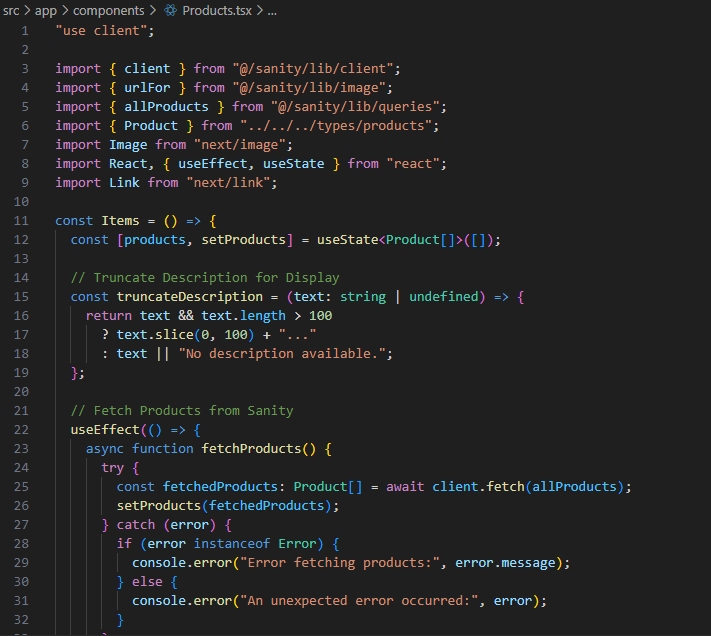 src > app > components > Products.tsx > ...
1 "use client";
2
3 import { client } from "@/sanity/lib/client";
4 import { urlFor } from "@/sanity/lib/image";
5 import { allProducts } from "@/sanity/lib/queries";
6 import { Product } from "../../../types/products";
7 import Image from "next/image";
8 import React, { useEffect, useState } from "react";
9 import Link from "next/link";
10
11 const Items = () => {
12   const [products, setProducts] = useState<Product[]>([]);
13
14   // Truncate Description for Display
15   const truncateDescription = (text: string | undefined) => {
16     return text && text.length > 100
17       ? text.slice(0, 100) + "..."
18       : text || "No description available.";
19   };
20
21   // Fetch Products from Sanity
22   useEffect(() => {
23     async function fetchProducts() {
24       try {
25         const fetchedProducts: Product[] = await client.fetch(allProducts);
26         setProducts(fetchedProducts);
27       } catch (error) {
28         if (error instanceof Error) {
29           console.error("Error fetching products:", error.message);
30         } else {
31           console.error("An unexpected error occurred:", error);
32         }